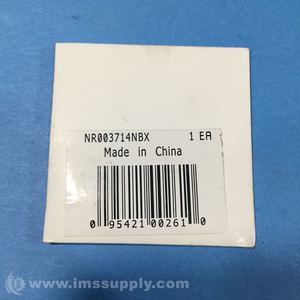 NR003714NBX 1 EA
Made in China
0 95421 00261 0
© www.imssupply.com